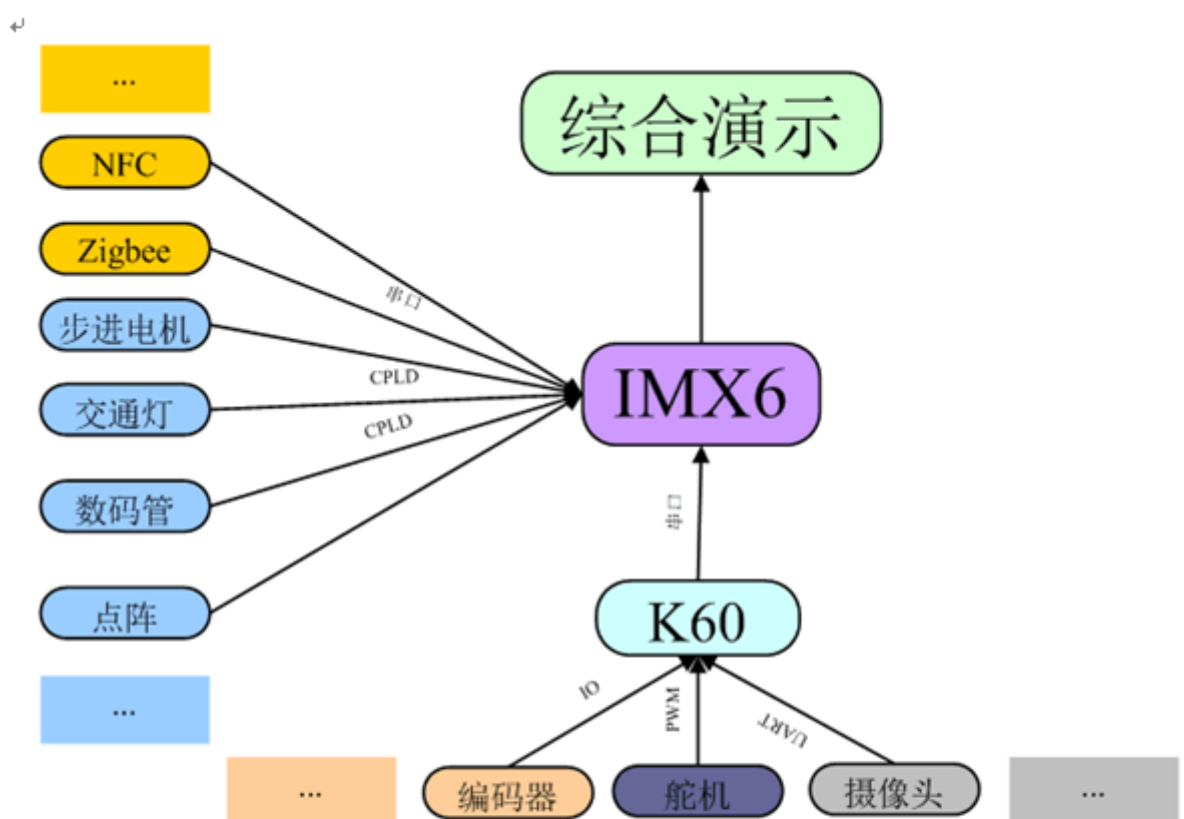 ...
NFC
Zigbee
步进电机
交通灯
数码管
点阵
...
串口
CPLD
CPLD
综合演示
IMX6
串口
K60
IO
PWM
UART
...
编码器
舵机
摄像头
...